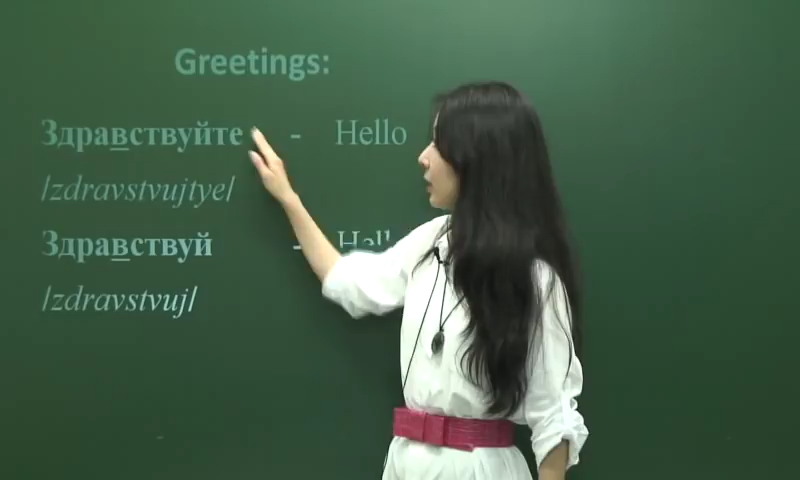 Greetings:
Здравствуйте - Hello
/zdravstvujtye/
Здравствуй -
/zdravstvuj/